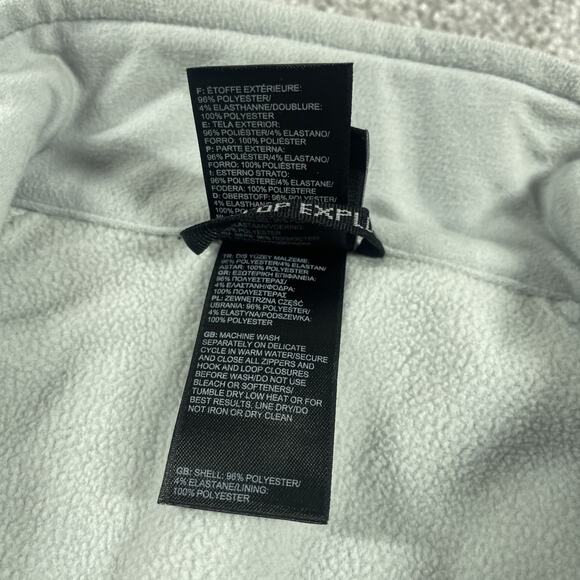 F: ÉTOFFE EXTÉRIEURE:
96% POLYESTER/
4% ELASTHANNE/DOUBLURE:
100% POLYESTER
E: TELA EXTERIOR:
96% POLIÉSTER/4% ELASTANO/
FORRO: 100% POLIÉSTER
P: PARTE EXTERNA:
96% POLIÉSTER/4% ELASTANO/
FORRO: 100% POLIÉSTER
I: ESTERNO STRATO:
96% POLIESTERE/4% ELASTANE/
FODERA: 100% POLIESTERE
D: OBERSTOFF: 96% POLYESTER/
4% ELASTHAN/
OP EXPL
ELASTAAN/VOERING:
TR: DIŞ YÜZEY MALZEME:
96% POLYESTER/4% ELASTAN/
ASTAR: 100% POLYESTER
GR: ΕΞΩΤΕΡΙΚΗ ΕΠΙΦΑΝΕΙΑ:
96% ΠΟΛΥΕΣΤΕΡΑΣ/
4% ΕΛΑΣΤΑΝΗ/ΦΟΔΡΑ:
100% ΠΟΛΥΕΣΤΕΡΑΣ
PL: ZEWNĘTRZNA CZĘŚĆ
UBRANIA: 96% POLYESTER/
4% ELASTYNA/PODSZEWKA:
100% POLYESTER
GB: MACHINE WASH
SEPARATELY ON DELICATE
CYCLE IN WARM WATER/SECURE
AND CLOSE ALL ZIPPERS AND
HOOK AND LOOP CLOSURES
BEFORE WASH/DO NOT USE
BLEACH OR SOFTENERS/
TUMBLE DRY LOW HEAT OR FOR
BEST RESULTS, LINE DRY/DO
NOT IRON OR DRY CLEAN
GB: SHELL: 96% POLYESTER/
4% ELASTANE/LINING:
100% POLYESTER